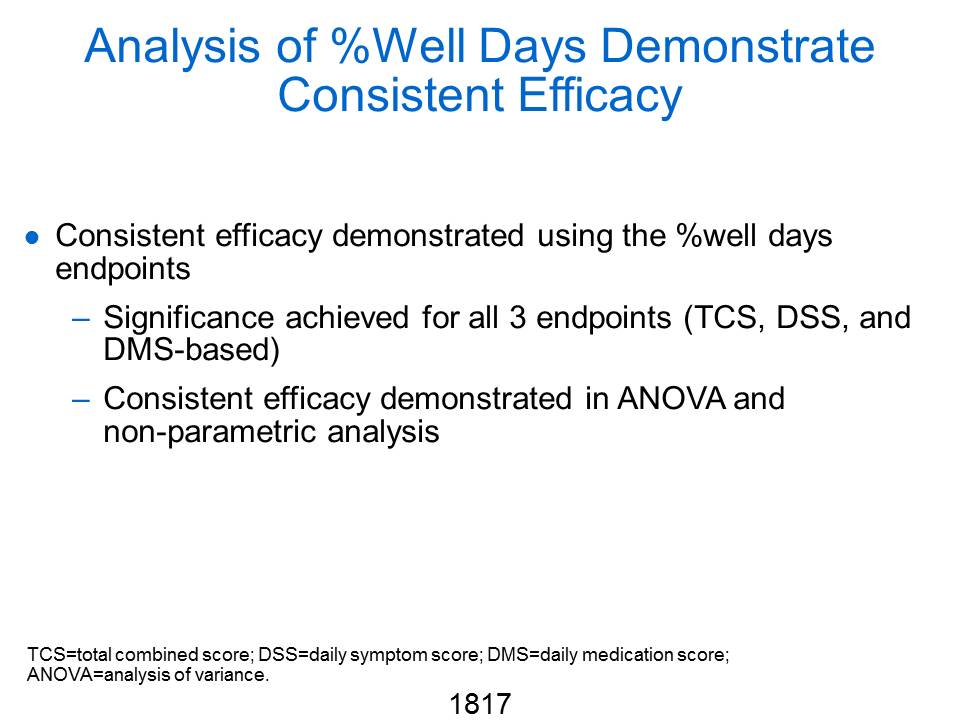 Analysis of %Well Days Demonstrate
Consistent Efficacy
● Consistent efficacy demonstrated using the %well days
endpoints
– Significance achieved for all 3 endpoints (TCS, DSS, and
DMS-based)
– Consistent efficacy demonstrated in ANOVA and
non-parametric analysis
TCS=total combined score; DSS=daily symptom score; DMS=daily medication score;
ANOVA=analysis of variance.
1817